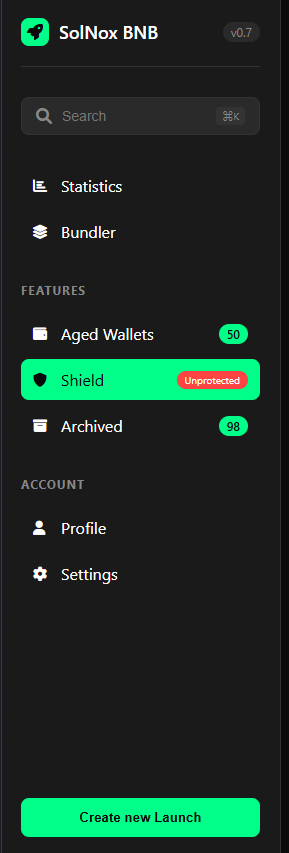 SolNox BNB v0.7
Search ⌘K
Statistics
Bundler
FEATURES
Aged Wallets 50
Shield Unprotected
Archived 98
ACCOUNT
Profile
Settings
Create new Launch